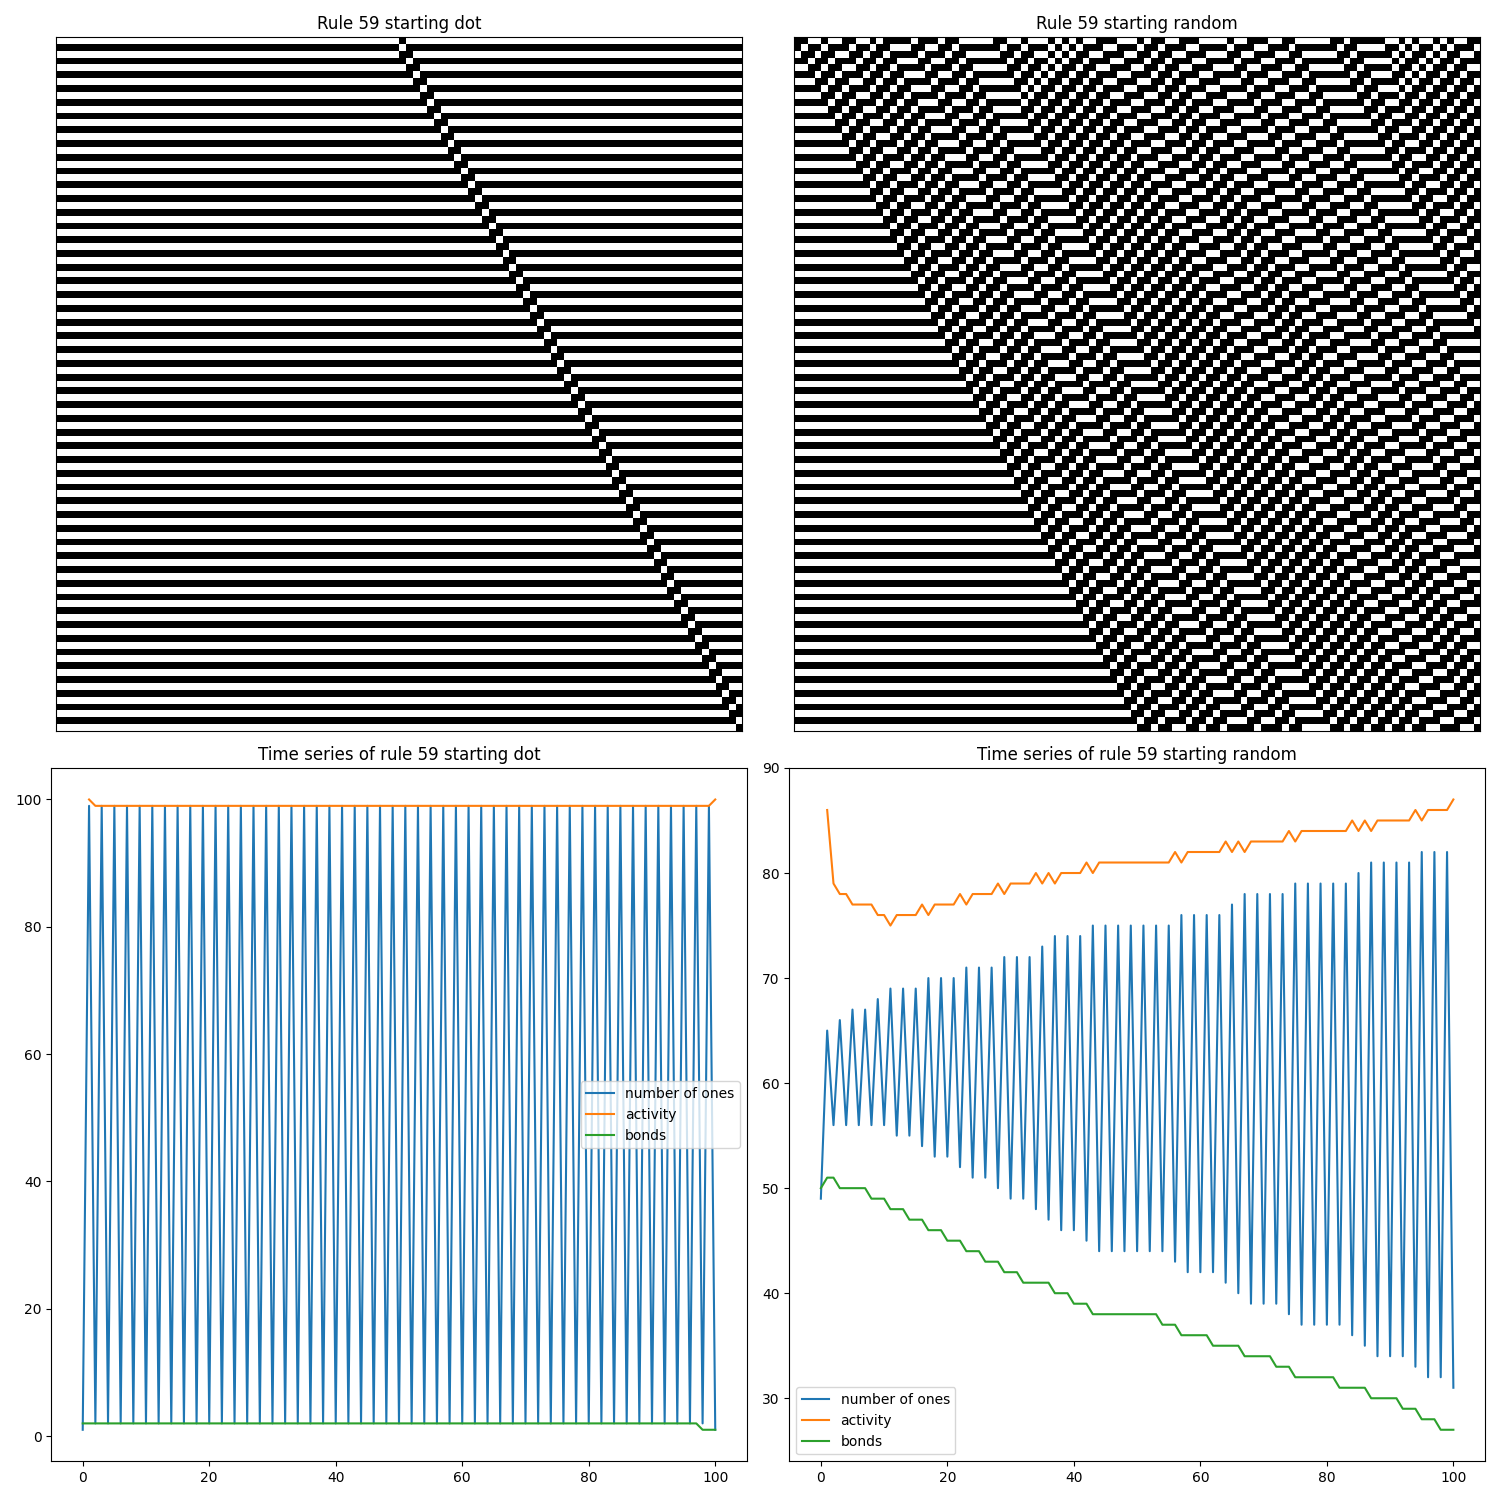 Rule 59 starting dot
Rule 59 starting random
Time series of rule 59 starting dot
100
80
60
40
20
0
number of ones
activity
bonds
0 20 40 60 80 100
Time series of rule 59 starting random
90
80
70
60
50
40
30
number of ones
activity
bonds
0 20 40 60 80 100